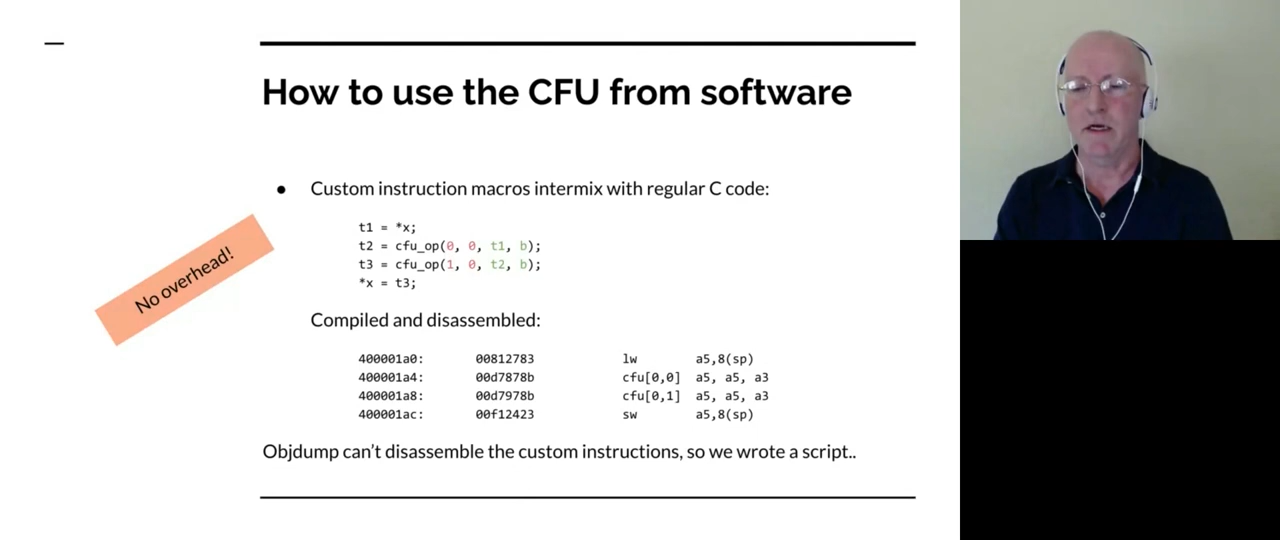 How to use the CFU from software
● Custom instruction macros intermix with regular C code:
t1 = *x;
t2 = cfu_op(0, 0, t1, b);
t3 = cfu_op(1, 0, t2, b);
*x = t3;
No overhead!
Compiled and disassembled:
400001a0: 00812783 lw a5,8(sp)
400001a4: 00d7878b cfu[0,0] a5, a5, a3
400001a8: 00d7978b cfu[0,1] a5, a5, a3
400001ac: 00f12423 sw a5,8(sp)
Objdump can’t disassemble the custom instructions, so we wrote a script..